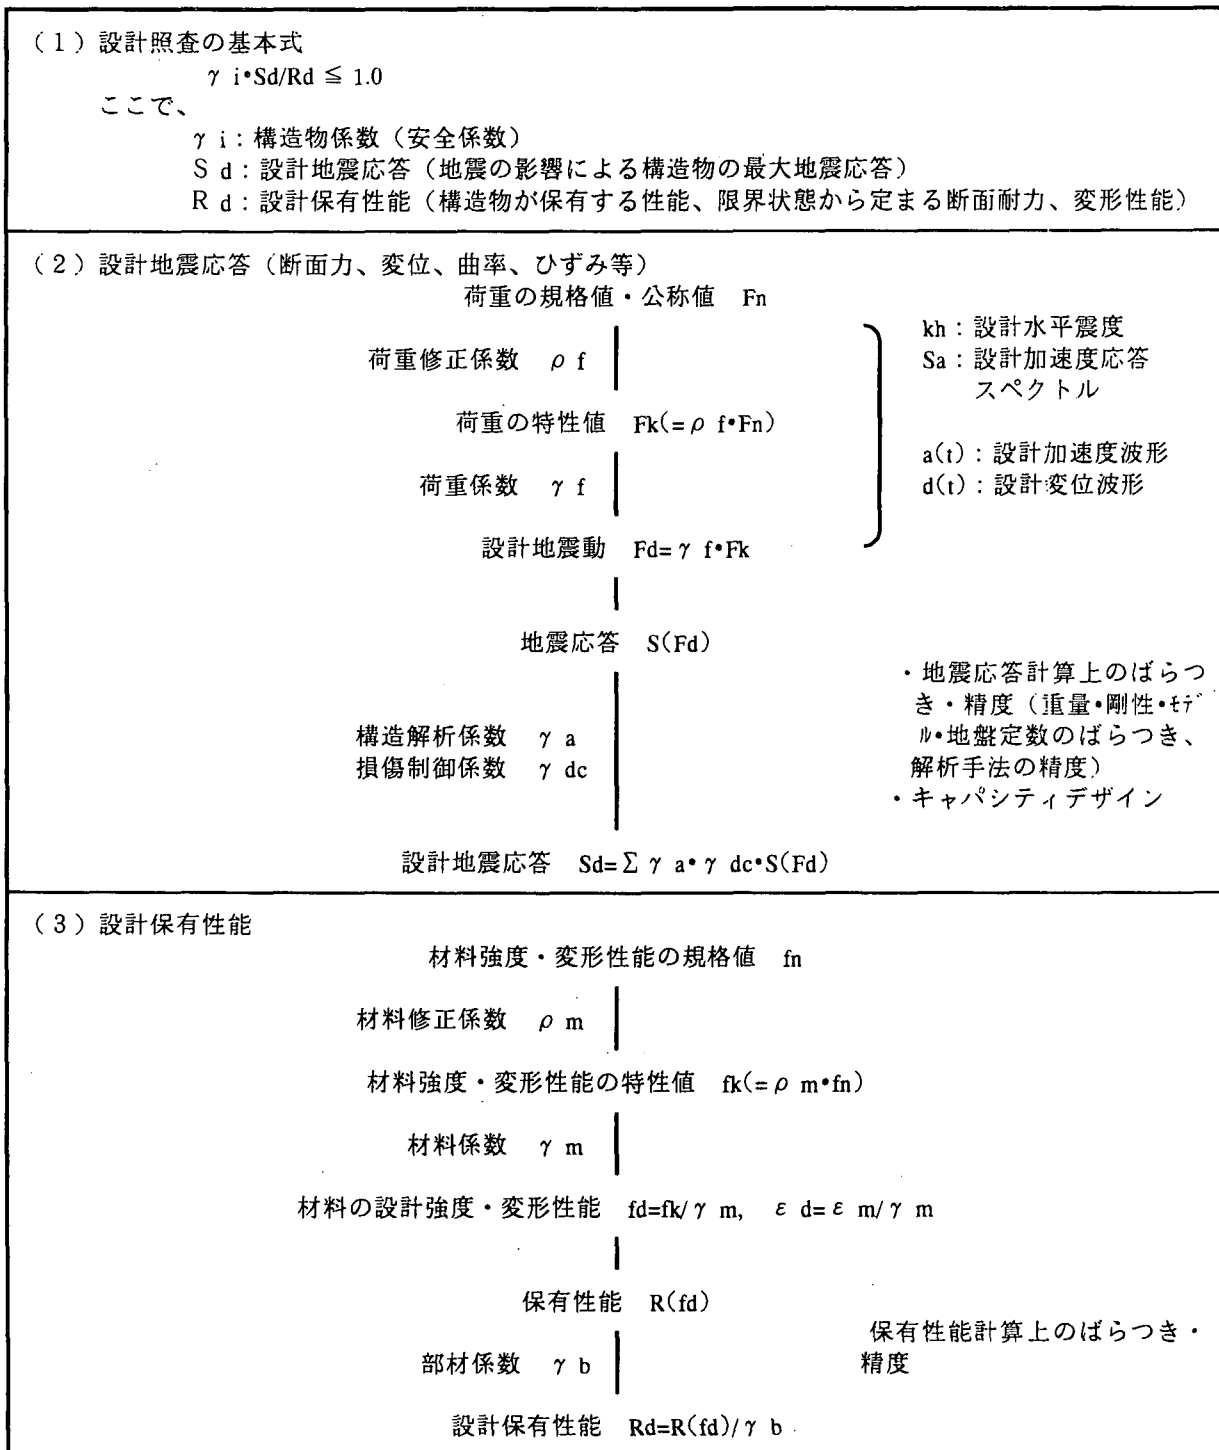 （１）設計照査の基本式
γ i•Sd/Rd ≦ 1.0
ここで、
γ i：構造物係数（安全係数）
Ｓ d：設計地震応答（地震の影響による構造物の最大地震応答）
Ｒ d：設計保有性能（構造物が保有する性能、限界状態から定まる断面耐力、変形性能）
（２）設計地震応答（断面力、変位、曲率、ひずみ等）
荷重の規格値・公称値　Fn
kh：設計水平震度
荷重修正係数　ρ f
Sa：設計加速度応答
スペクトル
荷重の特性値　Fk(=ρ f•Fn)
a(t)：設計加速度波形
荷重係数　γ f
d(t)：設計変位波形
設計地震動　Fd=γ f•Fk
地震応答　S(Fd)
・地震応答計算上のばらつ
き・精度（重量•剛性•ﾓﾃﾞ
ﾙ•地盤定数のばらつき、
解析手法の精度）
・キャパシティデザイン
構造解析係数　γ a
損傷制御係数　γ dc
設計地震応答　Sd=Σ γ a•γ dc•S(Fd)
（３）設計保有性能
材料強度・変形性能の規格値　fn
材料修正係数　ρ m
材料強度・変形性能の特性値　fk(=ρ m•fn)
材料係数　γ m
材料の設計強度・変形性能　fd=fk/γ m,　ε d=ε m/γ m
保有性能　R(fd)
保有性能計算上のばらつき・
精度
部材係数　γ b
設計保有性能　Rd=R(fd)/γ b